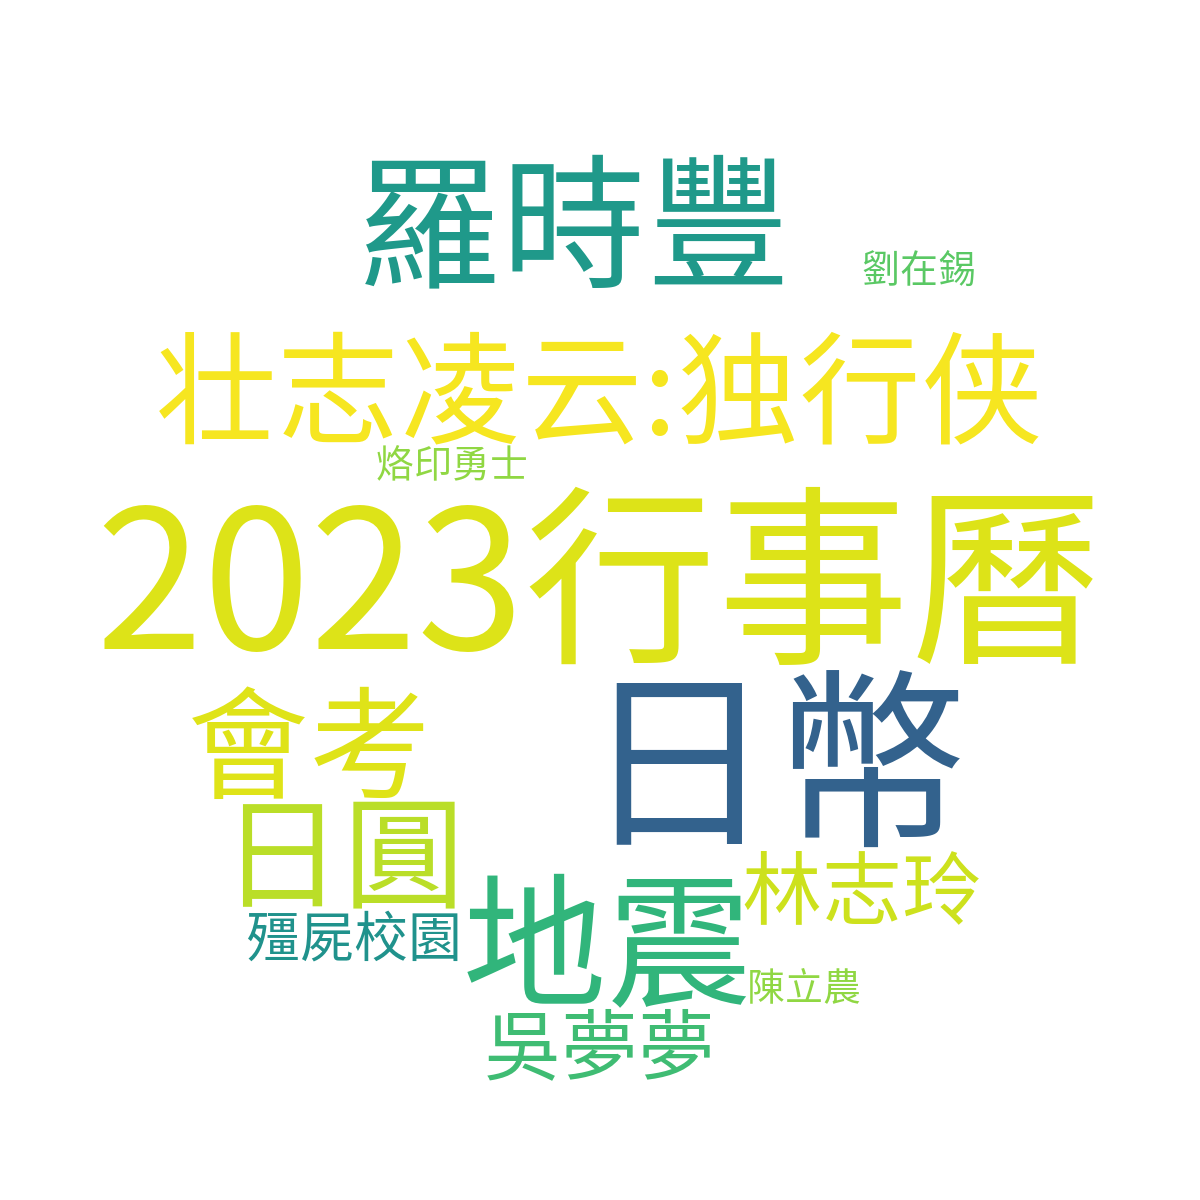 羅時豐
劉在錫
壮志凌云:独行侠
烙印勇士
2023行事曆
日幣
會考
日圓
林志玲
地震
殭屍校園
陳立農
吳夢夢